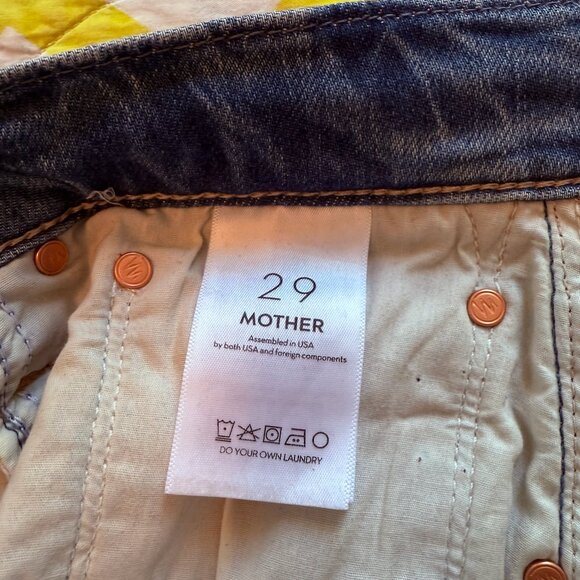 29
MOTHER
Assembled in USA
by both USA and foreign components
DO YOUR OWN LAUNDRY